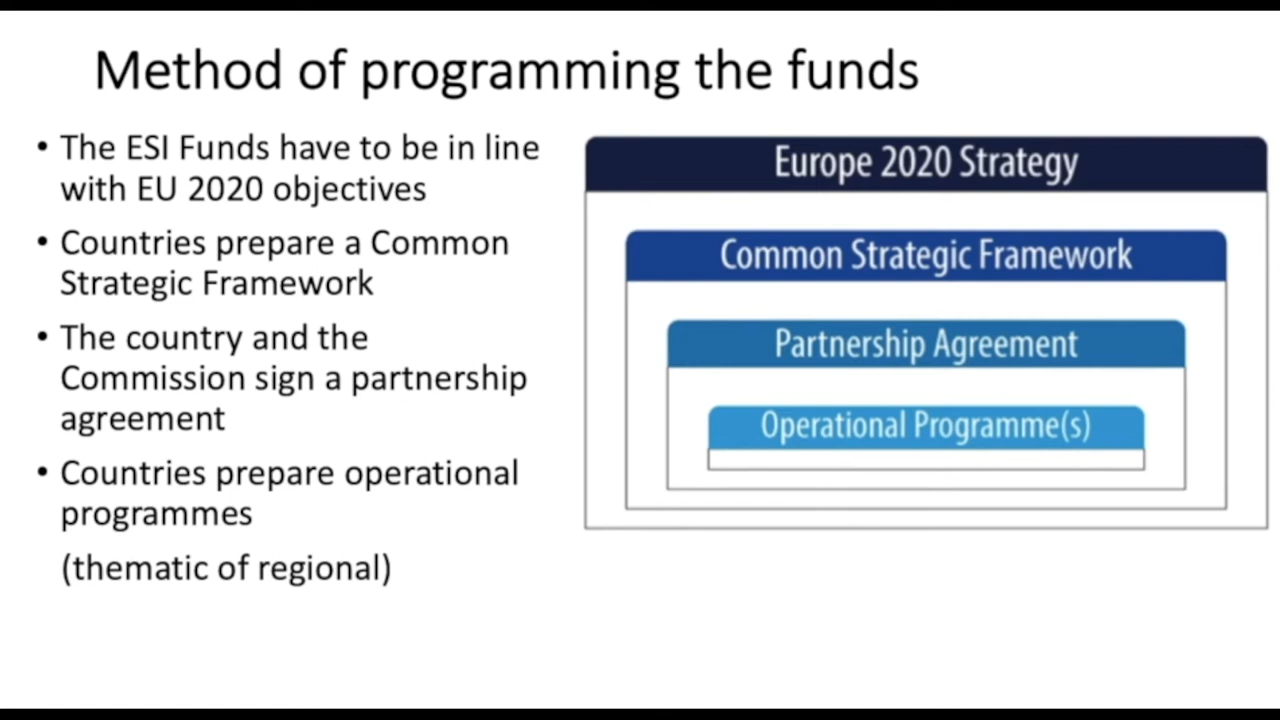 Method of programming the funds
• The ESI Funds have to be in line
with EU 2020 objectives
• Countries prepare a Common
Strategic Framework
• The country and the
Commission sign a partnership
agreement
• Countries prepare operational
programmes
(thematic of regional)
Europe 2020 Strategy
Common Strategic Framework
Partnership Agreement
Operational Programme(s)